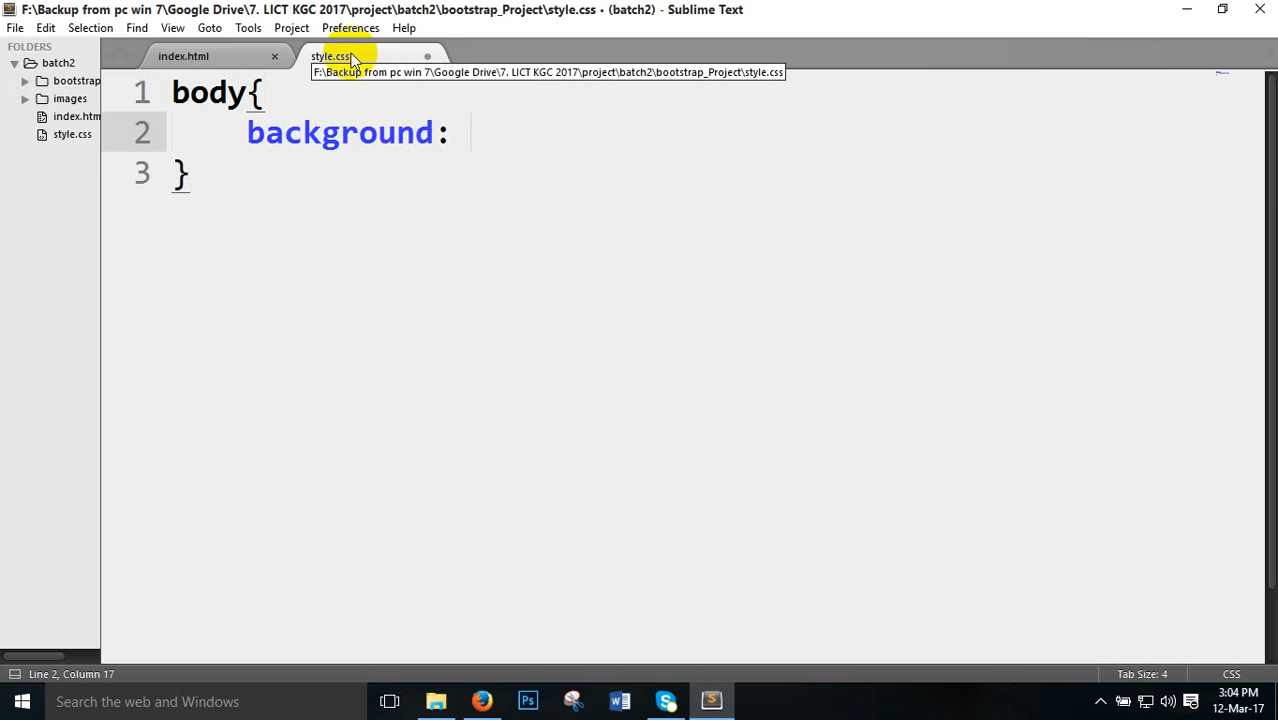 F:\Backup from pc win 7\Google Drive\7. LICT KGC 2017\project\batch2\bootstrap_Project\style.css • (batch2) - Sublime Text
File Edit Selection Find View Goto Tools Project Preferences Help
FOLDERS
index.html
style.css
F:\Backup from pc win 7\Google Drive\7. LICT KGC 2017\project\batch2\bootstrap_Project\style.css
batch2
bootstrap
images
index.htm
style.css
1 body{
2 background:
3 }
Line 2, Column 17
Tab Size: 4
CSS
Search the web and Windows
Ps
3:04 PM
12-Mar-17